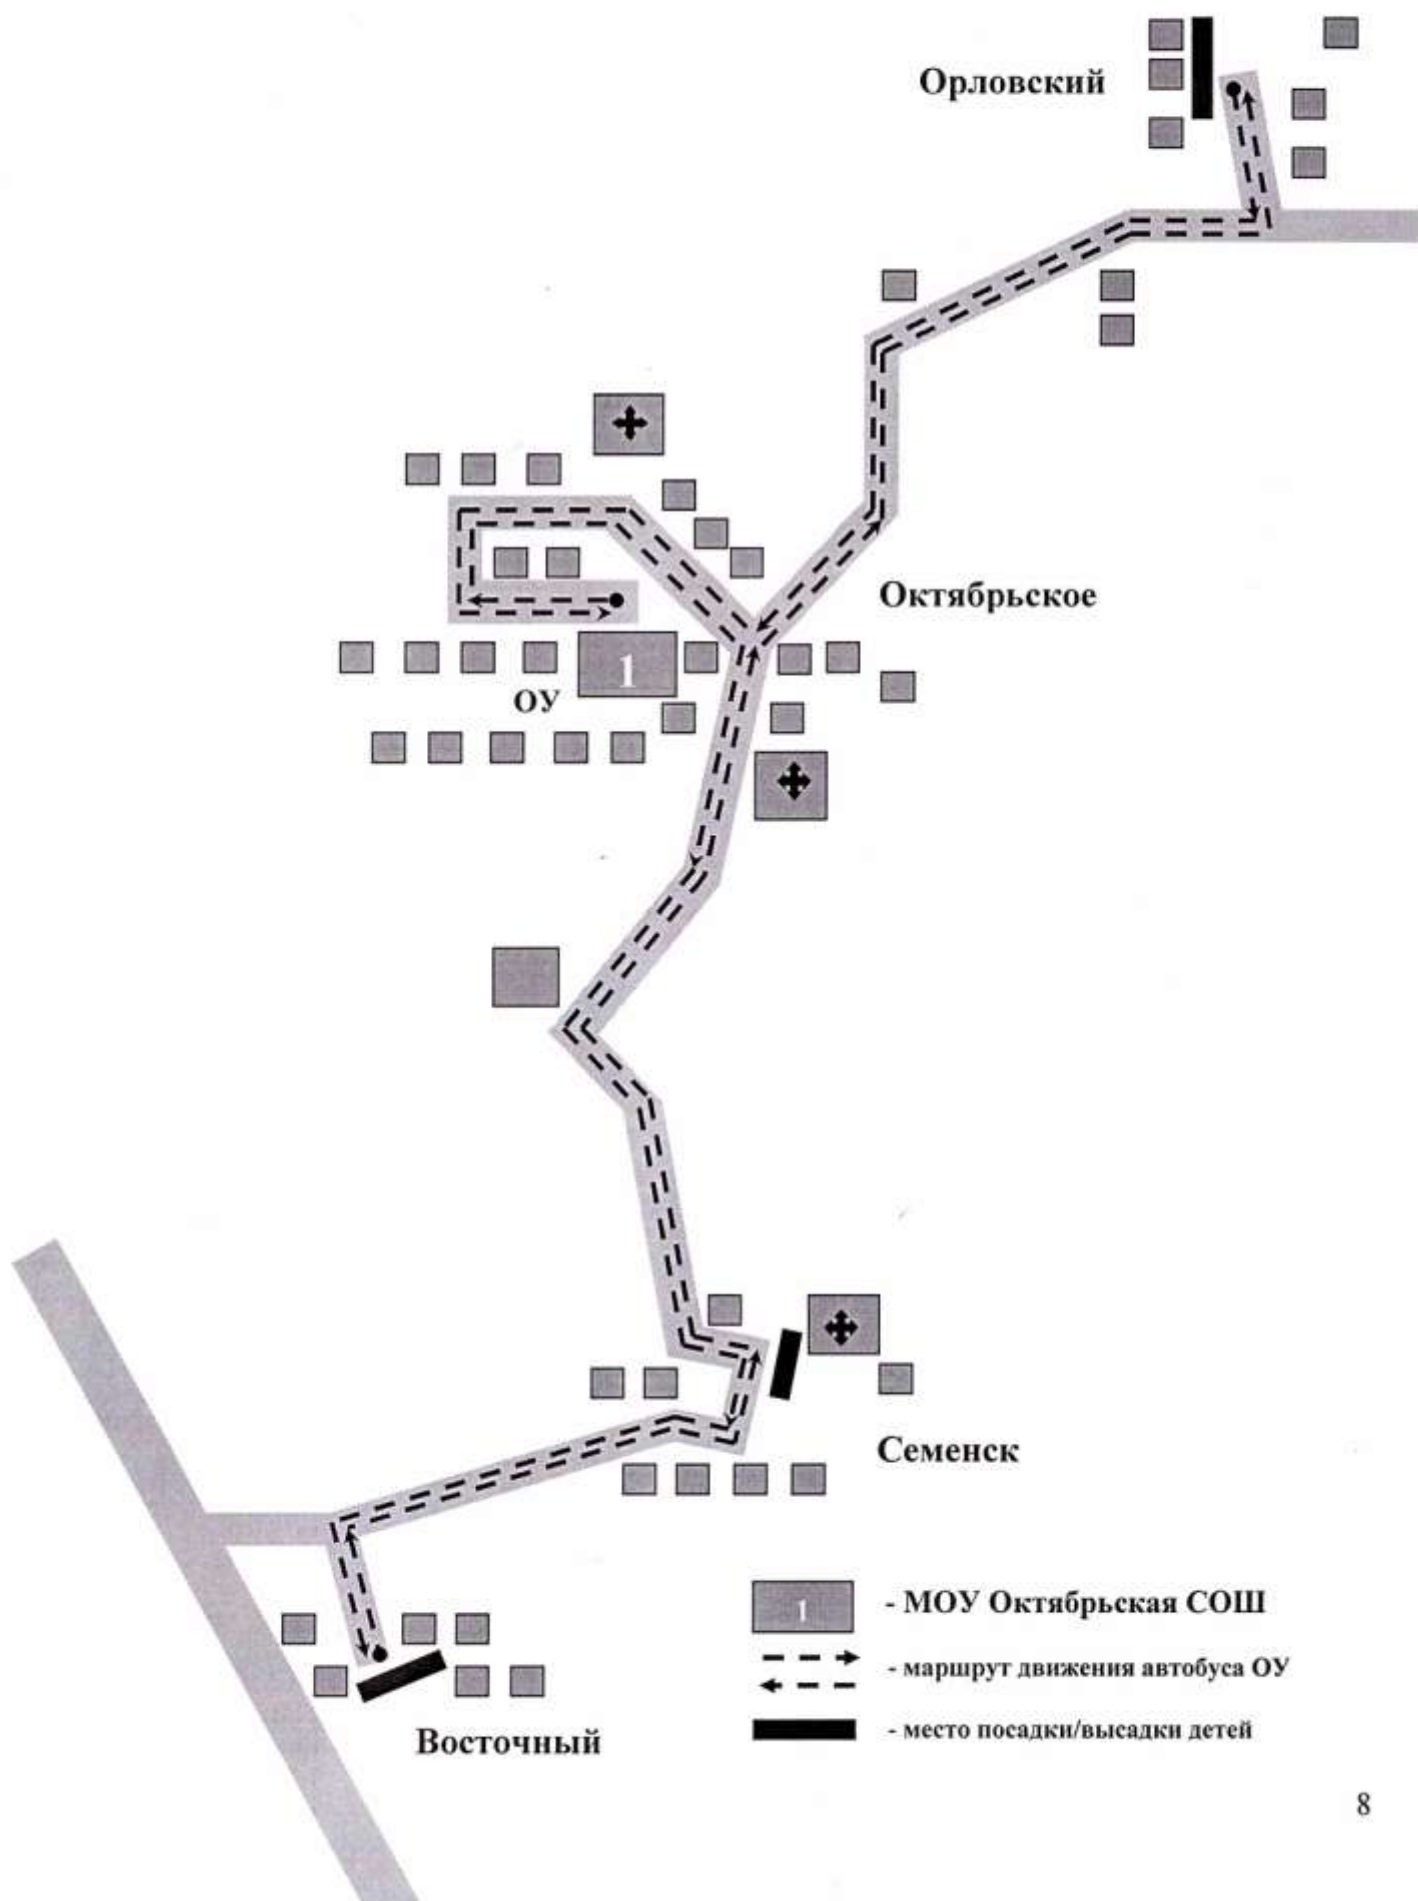 Орловский
Октябрьское
1
ОУ
Семенск
1 - МОУ Октябрьская СОШ
- маршрут движения автобуса ОУ
- место посадки/высадки детей
Восточный
8